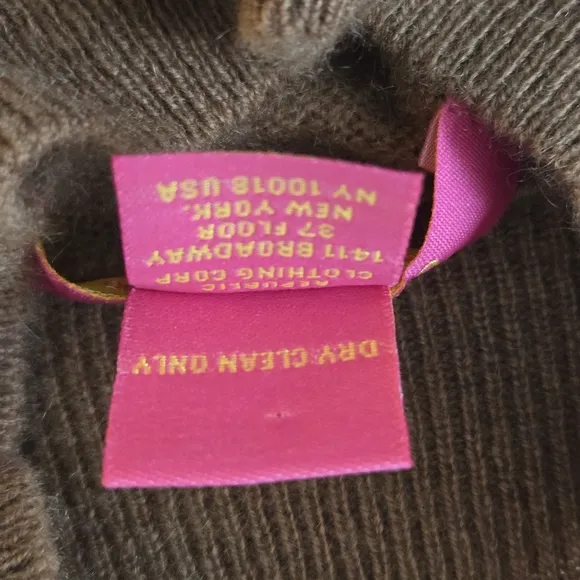 REPUBLIC
CLOTHING CORP
1411 BROADWAY
37 FLOOR
NEW YORK.
NY 10018 USA
DRY CLEAN ONLY